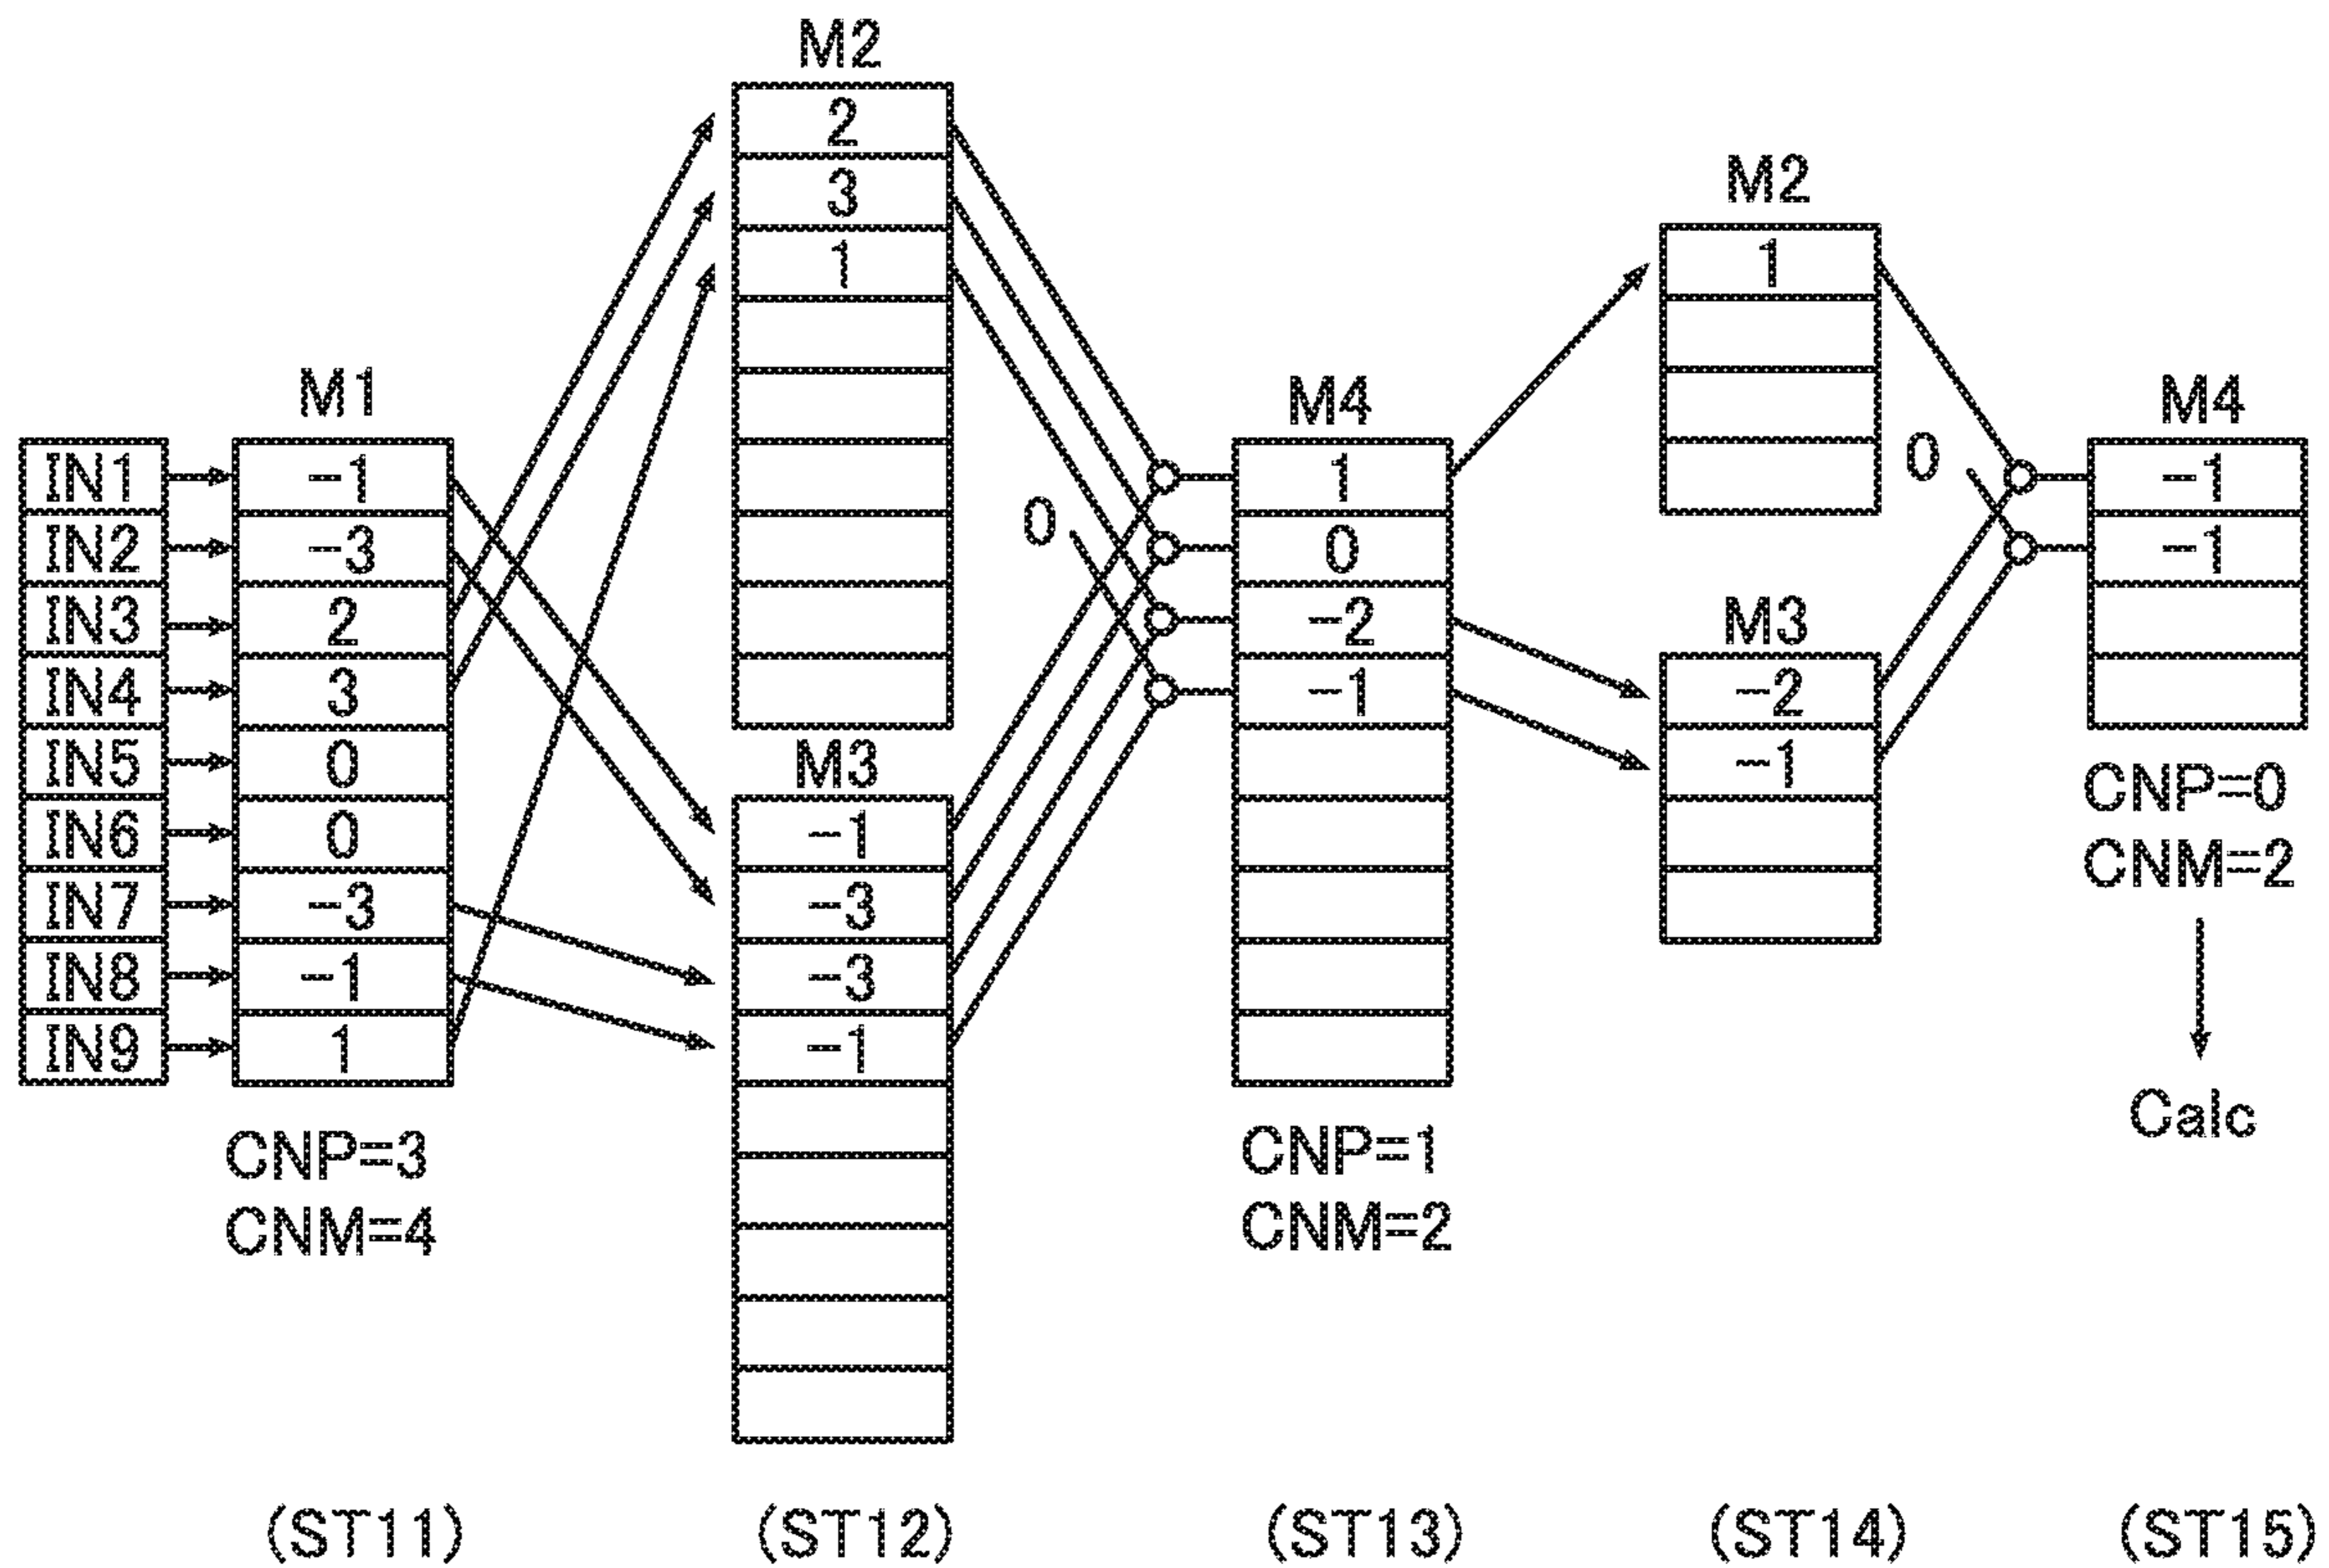 M2
2
3
1
M2
1
M1
M4
M4
IN1
-1
1
0
-1
IN2
-3
0
0
-1
IN3
2
-2
M3
IN4
3
-1
-2
IN5
0
M3
-1
CNP=0
IN6
0
-1
CNM=2
IN7
-3
-3
IN8
-1
-3
IN9
1
-1
Calc
CNP=3
CNP=1
CNM=4
CNM=2
(ST11)
(ST12)
(ST13)
(ST14)
(ST15)